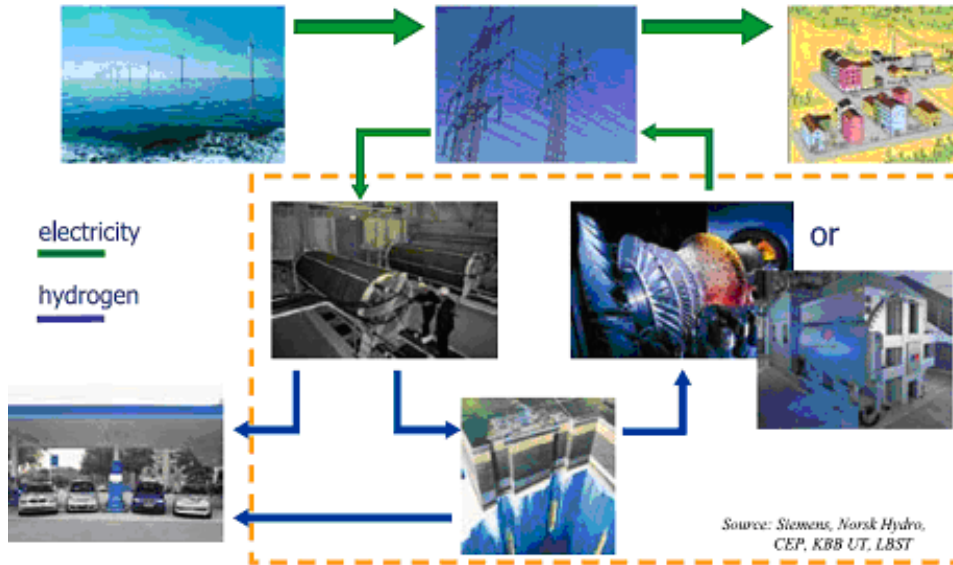 electricity
hydrogen
or
Source: Siemens, Norsk Hydro,
CEP, KBB UT, LBST